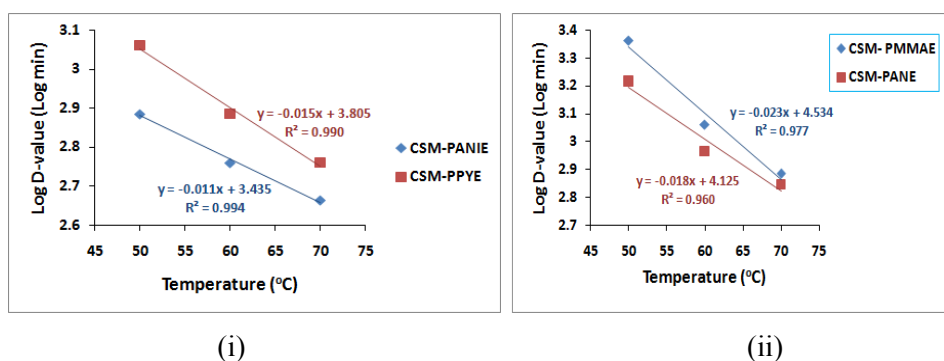 3.1
3
2.9
2.8
2.7
2.6
Log D-value (Log min)
y = -0.015x + 3.805
R² = 0.990
y = -0.011x + 3.435
R² = 0.994
45 50 55 60 65 70 75
Temperature (⁰C)
CSM-PANIE
CSM-PPYE
(i)
3.4
3.3
3.2
3.1
3
2.9
2.8
2.7
Log D-value (Log min)
y = -0.023x + 4.534
R² = 0.977
y = -0.018x + 4.125
R² = 0.960
45 50 55 60 65 70 75
Temperature (⁰C)
CSM- PMMAE
CSM-PANE
(ii)